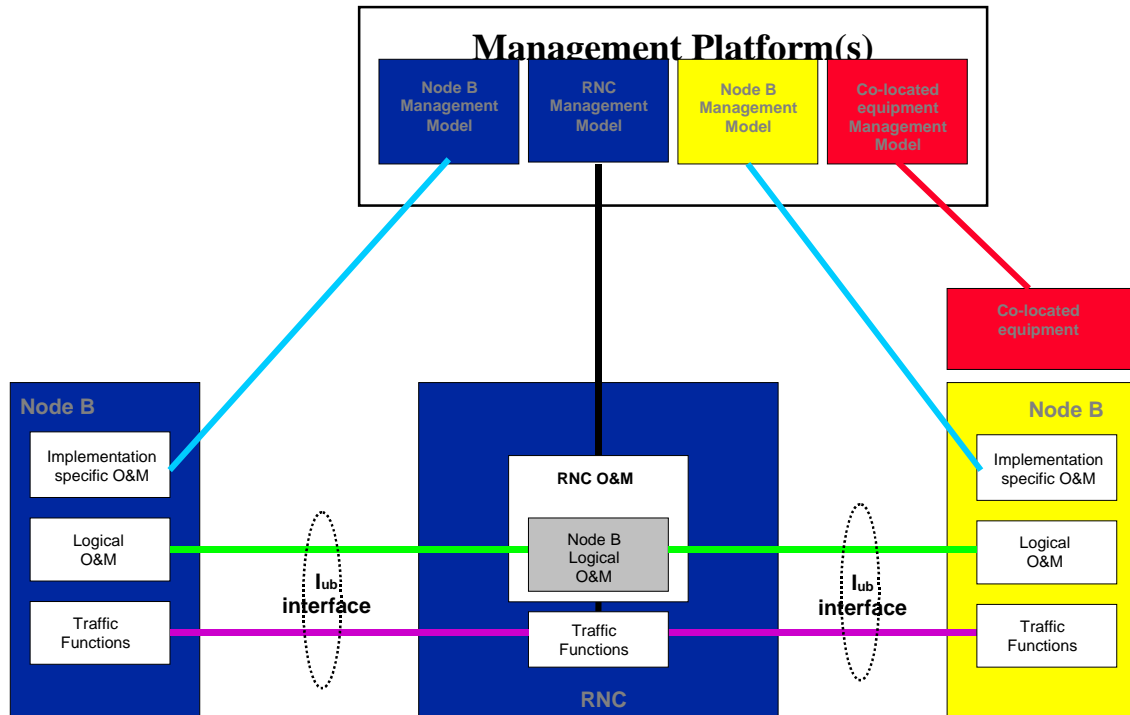 Management Platform(s)
Node B
Management
Model
RNC
Management
Model
Node B
Management
Model
Co-located
equipment
Management
Model
Co-located
equipment
Node B
Implementation
specific O&M
Logical
O&M
Traffic
Functions
Iub
interface
RNC O&M
Node B
Logical
O&M
Traffic
Functions
RNC
Iub
interface
Node B
Implementation
specific O&M
Logical
O&M
Traffic
Functions